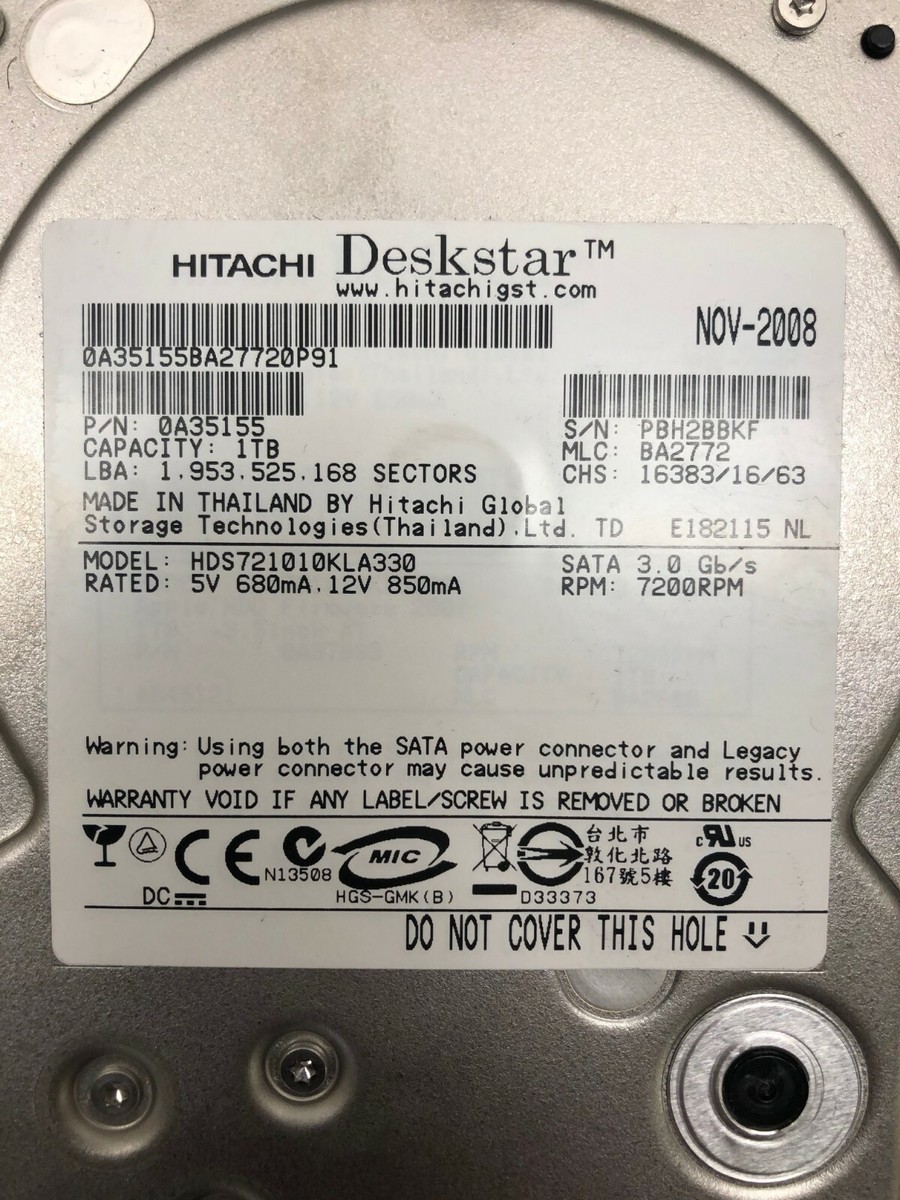 HITACHI Deskstar™
www.hitachigst.com
NOV-2008
0A35155BA27720P91
P/N: 0A35155
CAPACITY: 1TB
LBA: 1,953,525,168 SECTORS
S/N: PBH2BBKF
MLC: BA2772
CHS: 16383/16/63
MADE IN THAILAND BY Hitachi Global
Storage Technologies(Thailand),Ltd. TD E182115 NL
MODEL: HDS721010KLA330
RATED: 5V 680mA,12V 850mA
SATA 3.0 Gb/s
RPM: 7200RPM
Warning: Using both the SATA power connector and Legacy
power connector may cause unpredictable results.
WARRANTY VOID IF ANY LABEL/SCREW IS REMOVED OR BROKEN
CE
N13508
MIC
HGS-GMK(B)
D33373
台北市
敦化北路
167號5樓
c RU US
20
DC
DO NOT COVER THIS HOLE